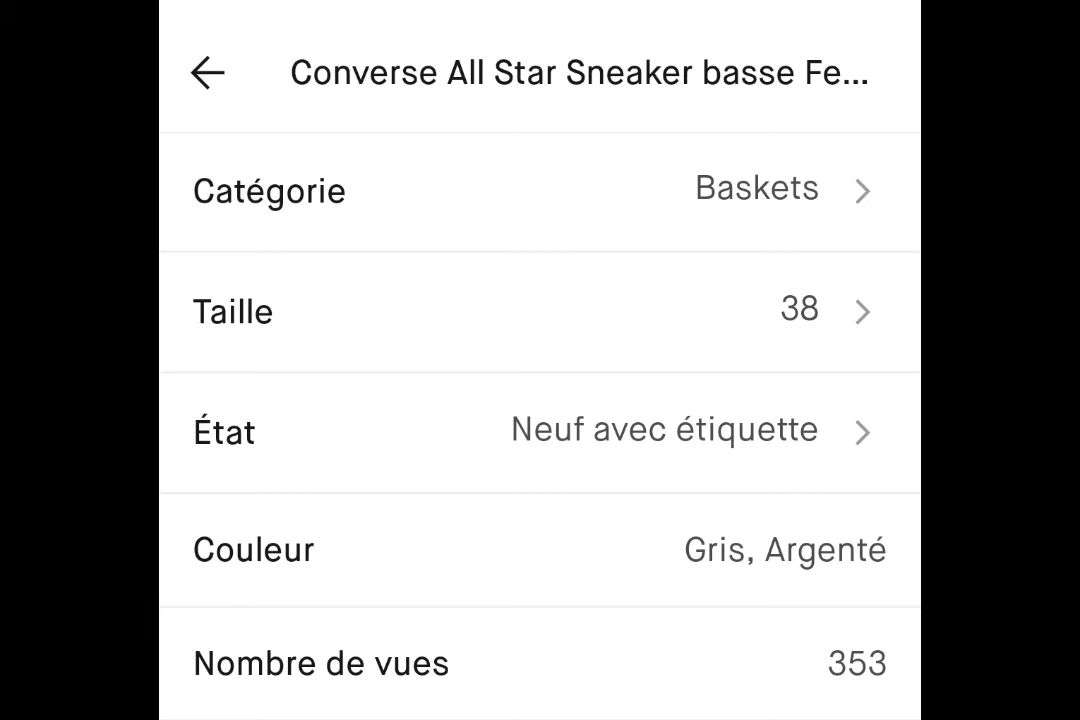 Converse All Star Sneaker basse Fe...
Catégorie Baskets
Taille 38
État Neuf avec étiquette
Couleur Gris, Argenté
Nombre de vues 353